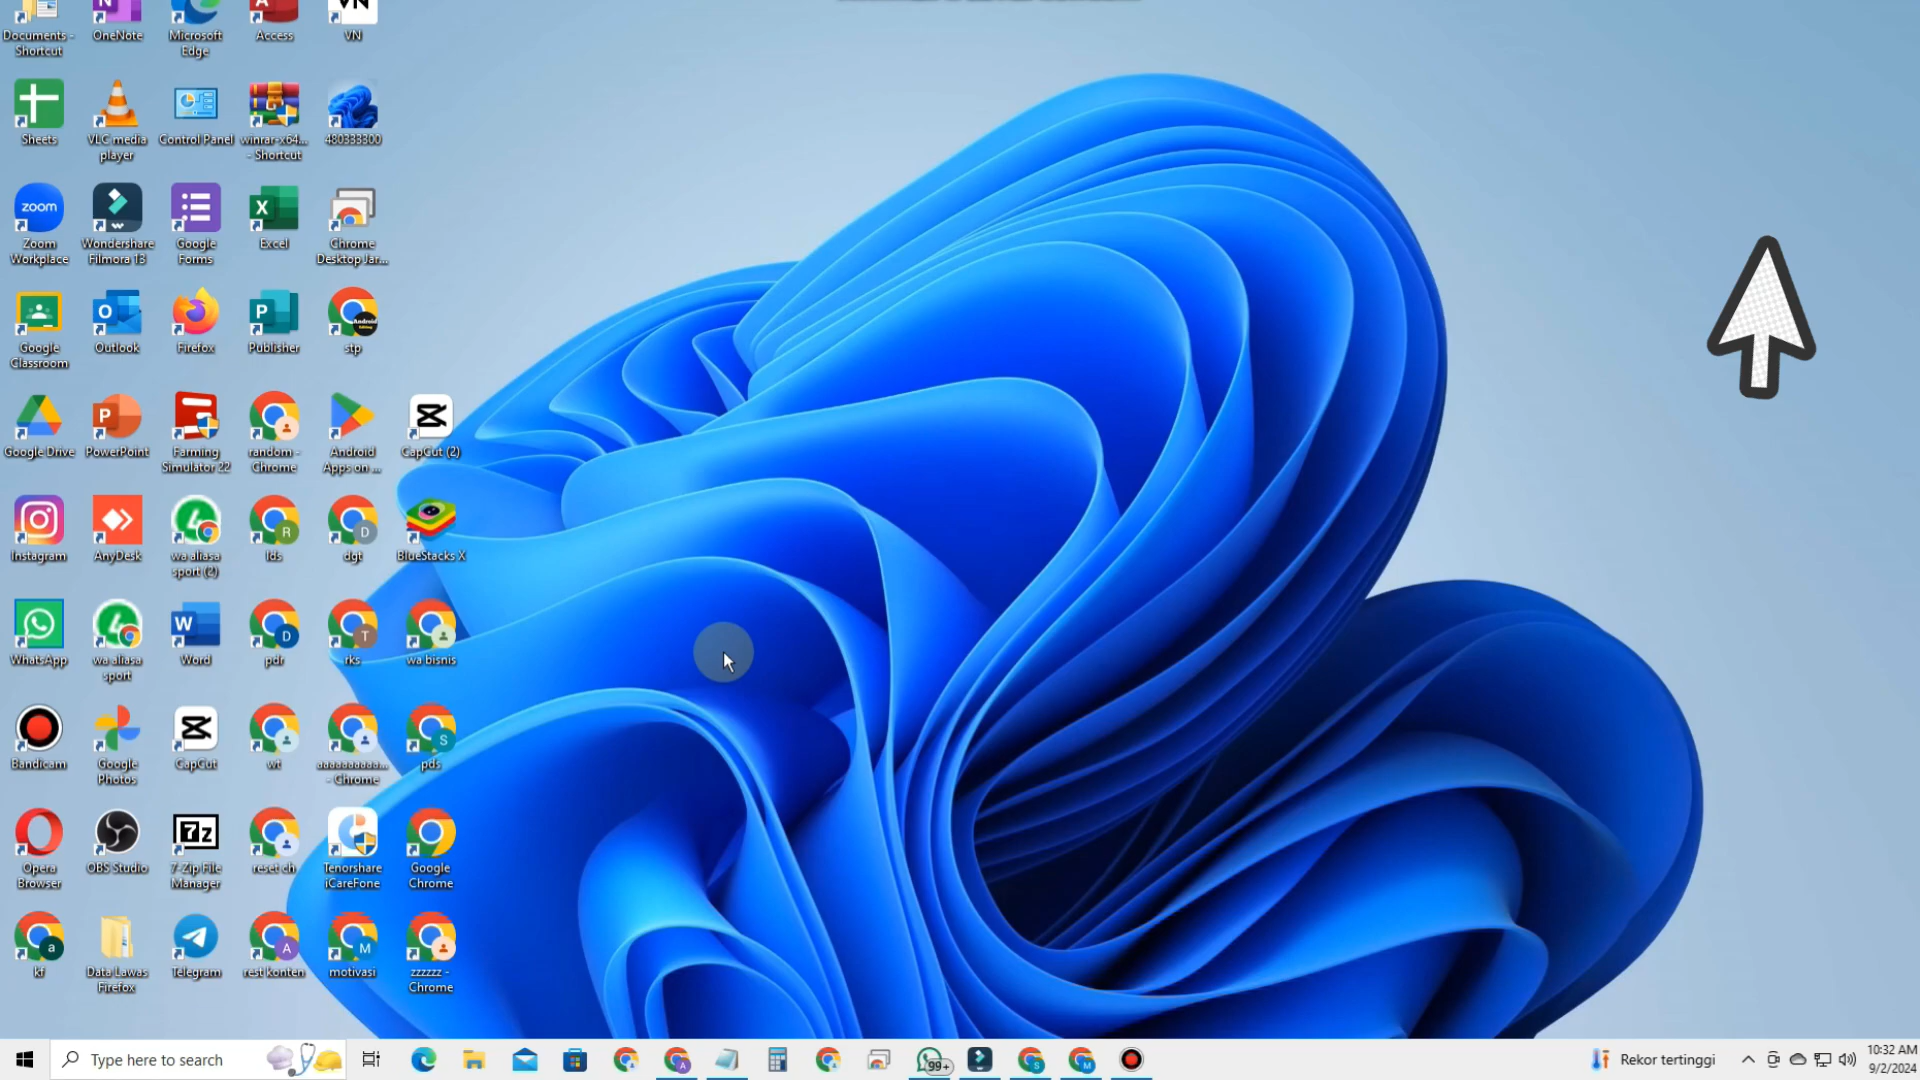 Documents - Shortcut
OneNote
Microsoft Edge
Access
VN
Sheets
VLC media player
Control Panel
winrar-x64... - Shortcut
480333300
zoom
Zoom Workplace
Wondershare Filmora 13
Google Forms
Excel
Chrome Desktop Jar...
Google Classroom
Outlook
Firefox
Publisher
stp
Google Drive
PowerPoint
Farming Simulator 22
random - Chrome
Android Apps on ...
CapCut (2)
Instagram
AnyDesk
wa aliasa sport (2)
lds
dgt
BlueStacks X
WhatsApp
wa aliasa sport
Word
pdr
rks
wa bisnis
Bandicam
Google Photos
CapCut
wt
aaaaaaaaaa... - Chrome
pds
Opera Browser
OBS Studio
7z
7-Zip File Manager
reset ch
Tenorshare iCareFone
Google Chrome
kf
Data Lawas Firefox
Telegram
rest konten
motivasi
zzzzzz - Chrome
Type here to search
99+
Rekor tertinggi
10:32 AM
9/2/2024